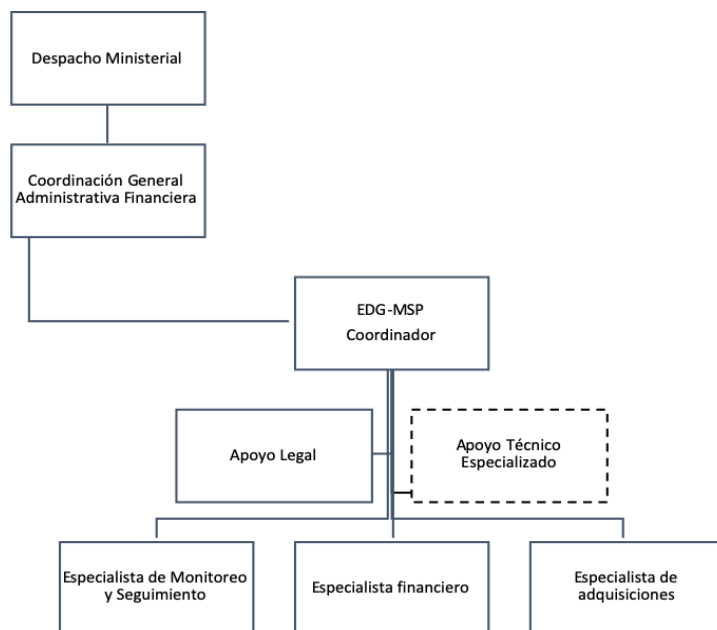 Despacho Ministerial
Coordinación General
Administrativa Financiera
EDG-MSP
Coordinador
Apoyo Legal
Apoyo Técnico
Especializado
Especialista de Monitoreo
y Seguimiento
Especialista financiero
Especialista de
adquisiciones